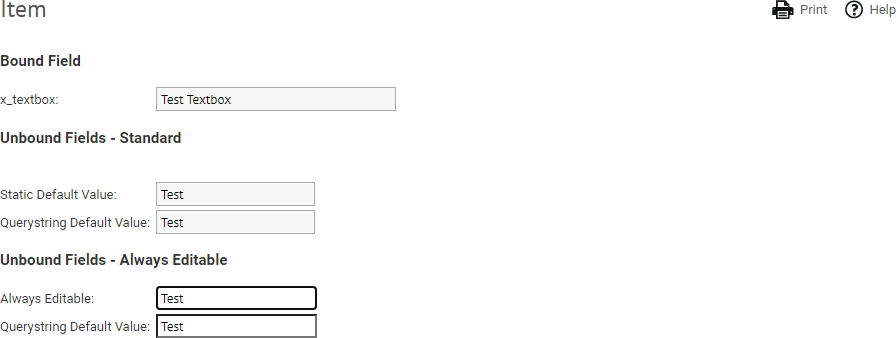 Item
Print
Help
Bound Field
x_textbox:
Test Textbox
Unbound Fields - Standard
Static Default Value:
Test
Querystring Default Value:
Test
Unbound Fields - Always Editable
Always Editable:
Test
Querystring Default Value:
Test